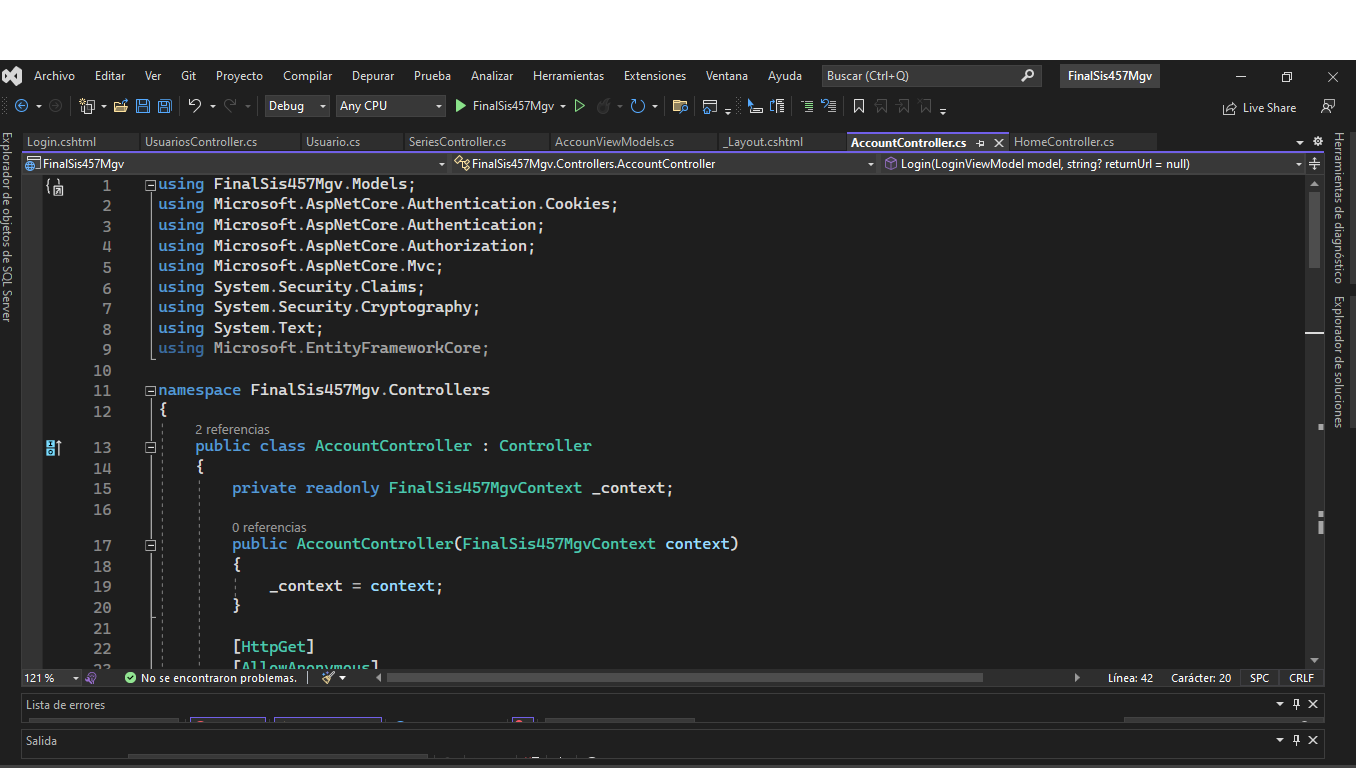 Archivo Editar Ver Git Proyecto Compilar Depurar Prueba Analizar Herramientas Extensiones Ventana Ayuda Buscar (Ctrl+Q) FinalSis457Mgv
Debug Any CPU FinalSis457Mgv Live Share
Login.cshtml UsuariosController.cs Usuario.cs SeriesController.cs AccounViewModels.cs _Layout.cshtml AccountController.cs HomeController.cs
FinalSis457Mgv FinalSis457Mgv.Controllers.AccountController Login(LoginViewModel model, string? returnUrl = null)
Explorador de objetos de SQL Server
1 using FinalSis457Mgv.Models;
2 using Microsoft.AspNetCore.Authentication.Cookies;
3 using Microsoft.AspNetCore.Authentication;
4 using Microsoft.AspNetCore.Authorization;
5 using Microsoft.AspNetCore.Mvc;
6 using System.Security.Claims;
7 using System.Security.Cryptography;
8 using System.Text;
9 using Microsoft.EntityFrameworkCore;
10
11 namespace FinalSis457Mgv.Controllers
12 {
2 referencias
13 public class AccountController : Controller
14 {
15 private readonly FinalSis457MgvContext _context;
16
0 referencias
17 public AccountController(FinalSis457MgvContext context)
18 {
19 _context = context;
20 }
21
22 [HttpGet]
23 [AllowAnonymous]
Herramientas de diagnóstico
Explorador de soluciones
121 % No se encontraron problemas. Línea: 42 Carácter: 20 SPC CRLF
Lista de errores
Salida